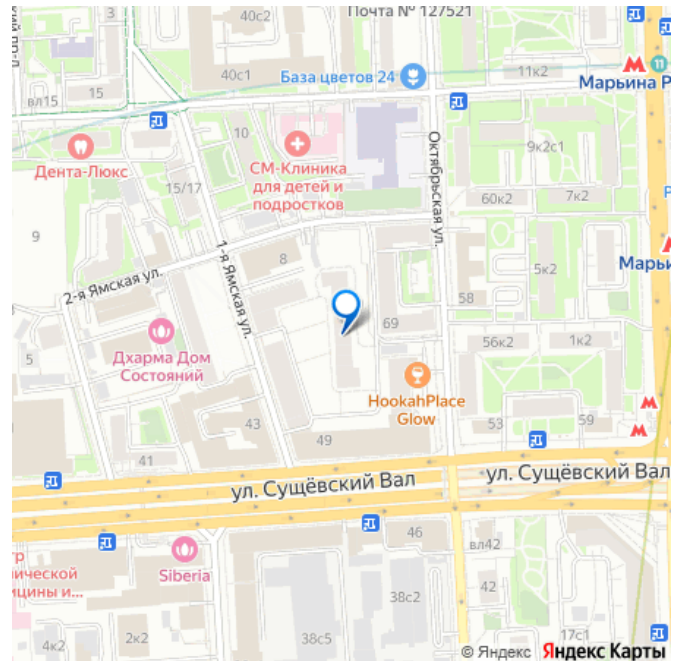 Почта № 127521
40с2
15
вл15
40с1
База цветов 24
11к2
11
Марьина Р
10
Дента-Люкс
СМ-Клиника
для детей и
подростков
15/17
Октябрьская ул.
9к2с1
60к2
7к2
9
1-я Ямская ул.
8
2-я Ямская ул.
5к2
Марьи
58
5
Дхарма Дом
Состояний
69
56к2
1к2
HookahPlace
Glow
43
49
53
59
41
ул. Сущёвский Вал
ул. Сущёвский Вал
46
вл42
Siberia
42
38с2
38с5
17с1
4к2
2к2
нической
ицины и...
© Яндекс Яндекс Карты